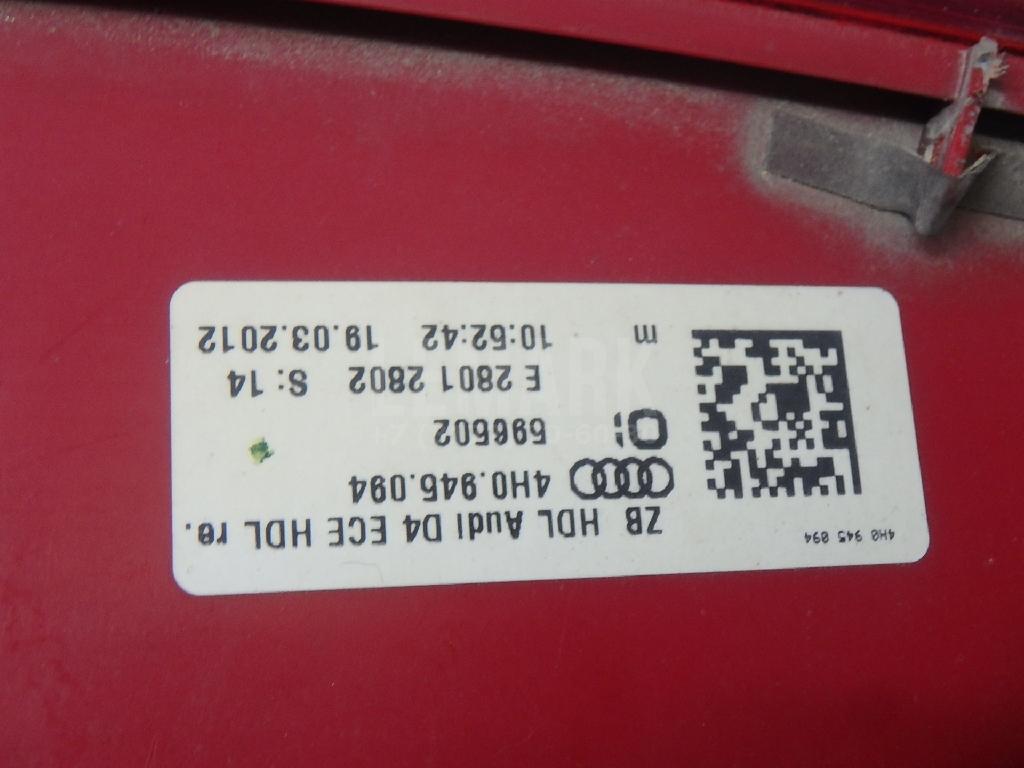 4H0 945 094
ZB HDL Audi D4 ECE HDL re.
4H0.945.094
596502
E 2801 2802 S: 14
m 10:52:42 19.03.2012